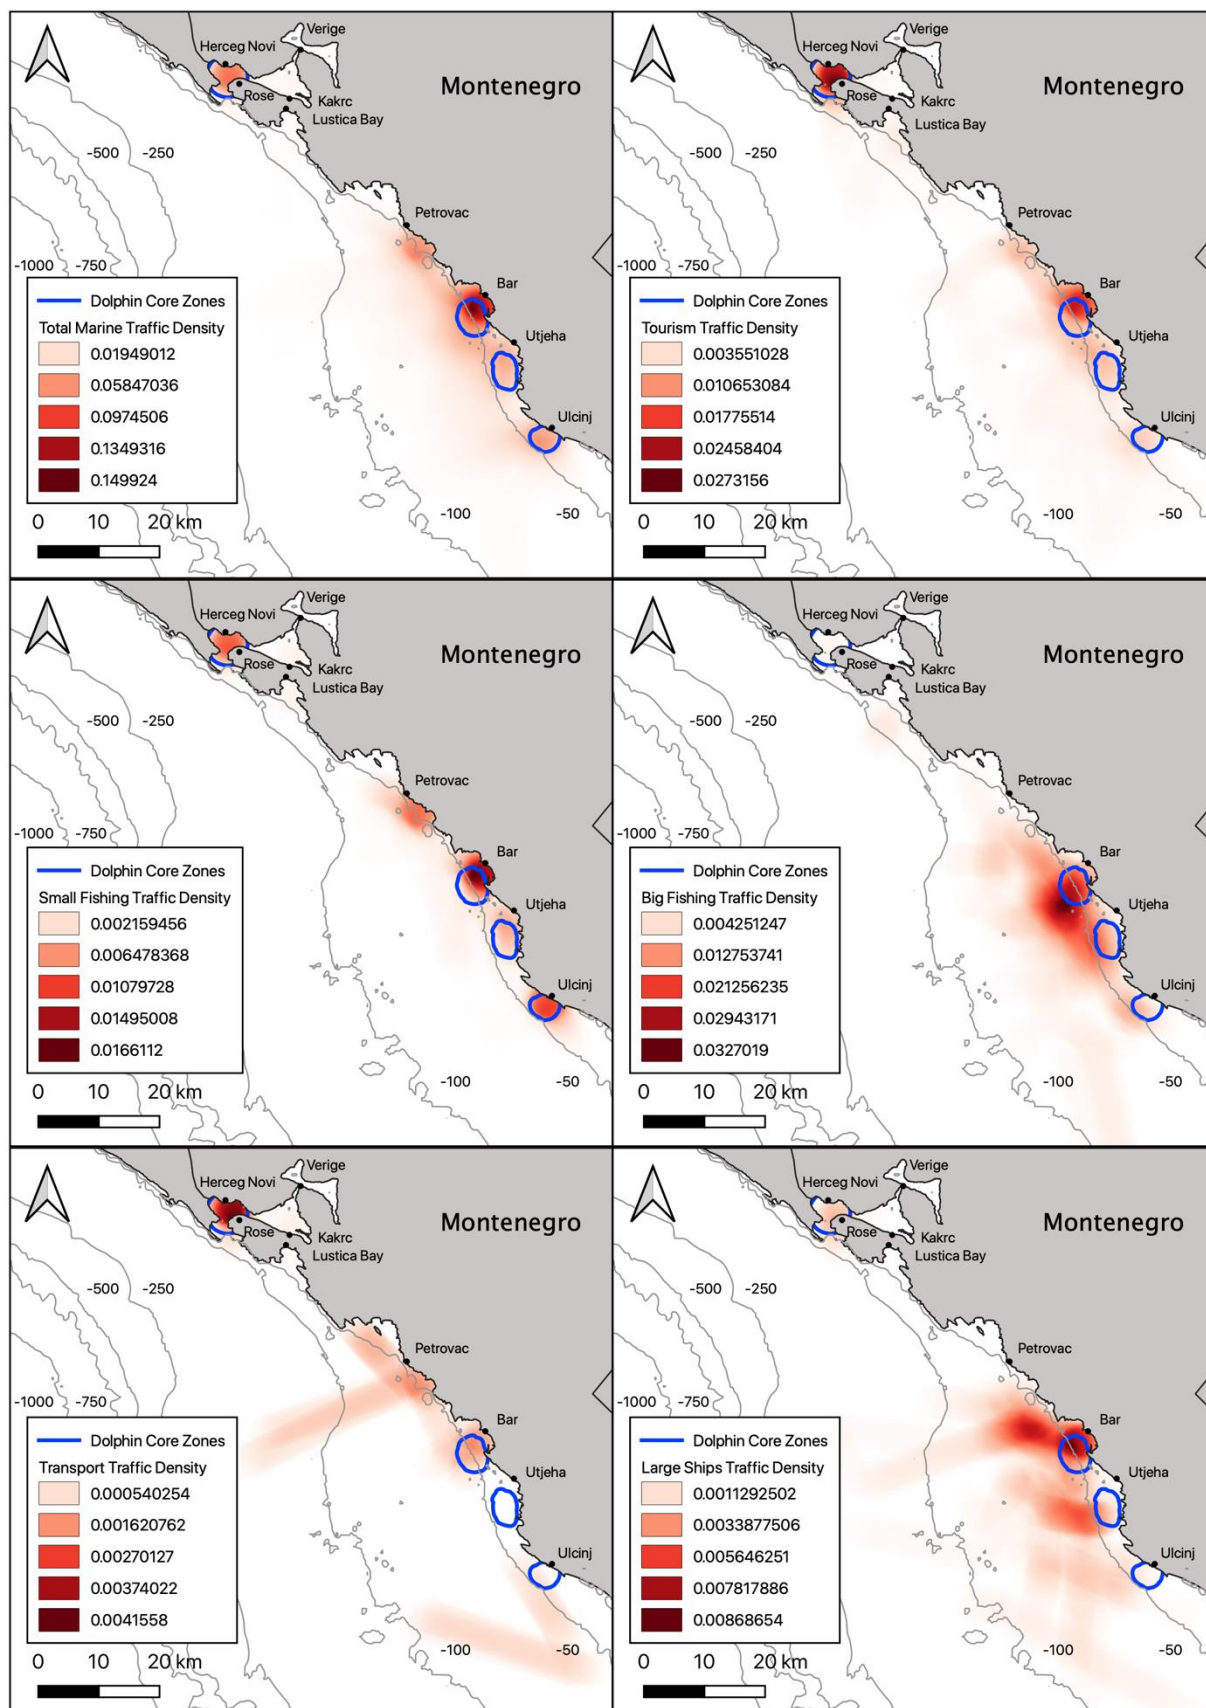 Verige
Herceg Novi
Montenegro
Rose
Kakrc
Lustica Bay
-500
-250
Petrovac
-1000
-750
Bar
Dolphin Core Zones
Total Marine Traffic Density
0.01949012
0.05847036
0.0974506
0.1349316
0.149924
Utjeha
Ulcinj
-100
-50
0 10 20 km
Verige
Herceg Novi
Montenegro
Rose
Kakrc
Lustica Bay
-500
-250
Petrovac
-1000
-750
Bar
Dolphin Core Zones
Tourism Traffic Density
0.003551028
0.010653084
0.01775514
0.02458404
0.0273156
Utjeha
Ulcinj
-100
-50
0 10 20 km
Verige
Herceg Novi
Montenegro
Rose
Kakrc
Lustica Bay
-500
-250
Petrovac
-1000
-750
Bar
Dolphin Core Zones
Small Fishing Traffic Density
0.002159456
0.006478368
0.01079728
0.01495008
0.0166112
Utjeha
Ulcinj
-100
-50
0 10 20 km
Verige
Herceg Novi
Montenegro
Rose
Kakrc
Lustica Bay
-500
-250
Petrovac
-1000
-750
Bar
Dolphin Core Zones
Big Fishing Traffic Density
0.004251247
0.012753741
0.021256235
0.02943171
0.0327019
Utjeha
Ulcinj
-100
-50
0 10 20 km
Verige
Herceg Novi
Montenegro
Rose
Kakrc
Lustica Bay
-500
-250
Petrovac
-1000
-750
Bar
Dolphin Core Zones
Transport Traffic Density
0.000540254
0.001620762
0.00270127
0.00374022
0.0041558
Utjeha
Ulcinj
-100
-50
0 10 20 km
Verige
Herceg Novi
Montenegro
Rose
Kakrc
Lustica Bay
-500
-250
Petrovac
-1000
-750
Bar
Dolphin Core Zones
Large Ships Traffic Density
0.0011292502
0.0033877506
0.005646251
0.007817886
0.00868654
Utjeha
Ulcinj
-100
-50
0 10 20 km